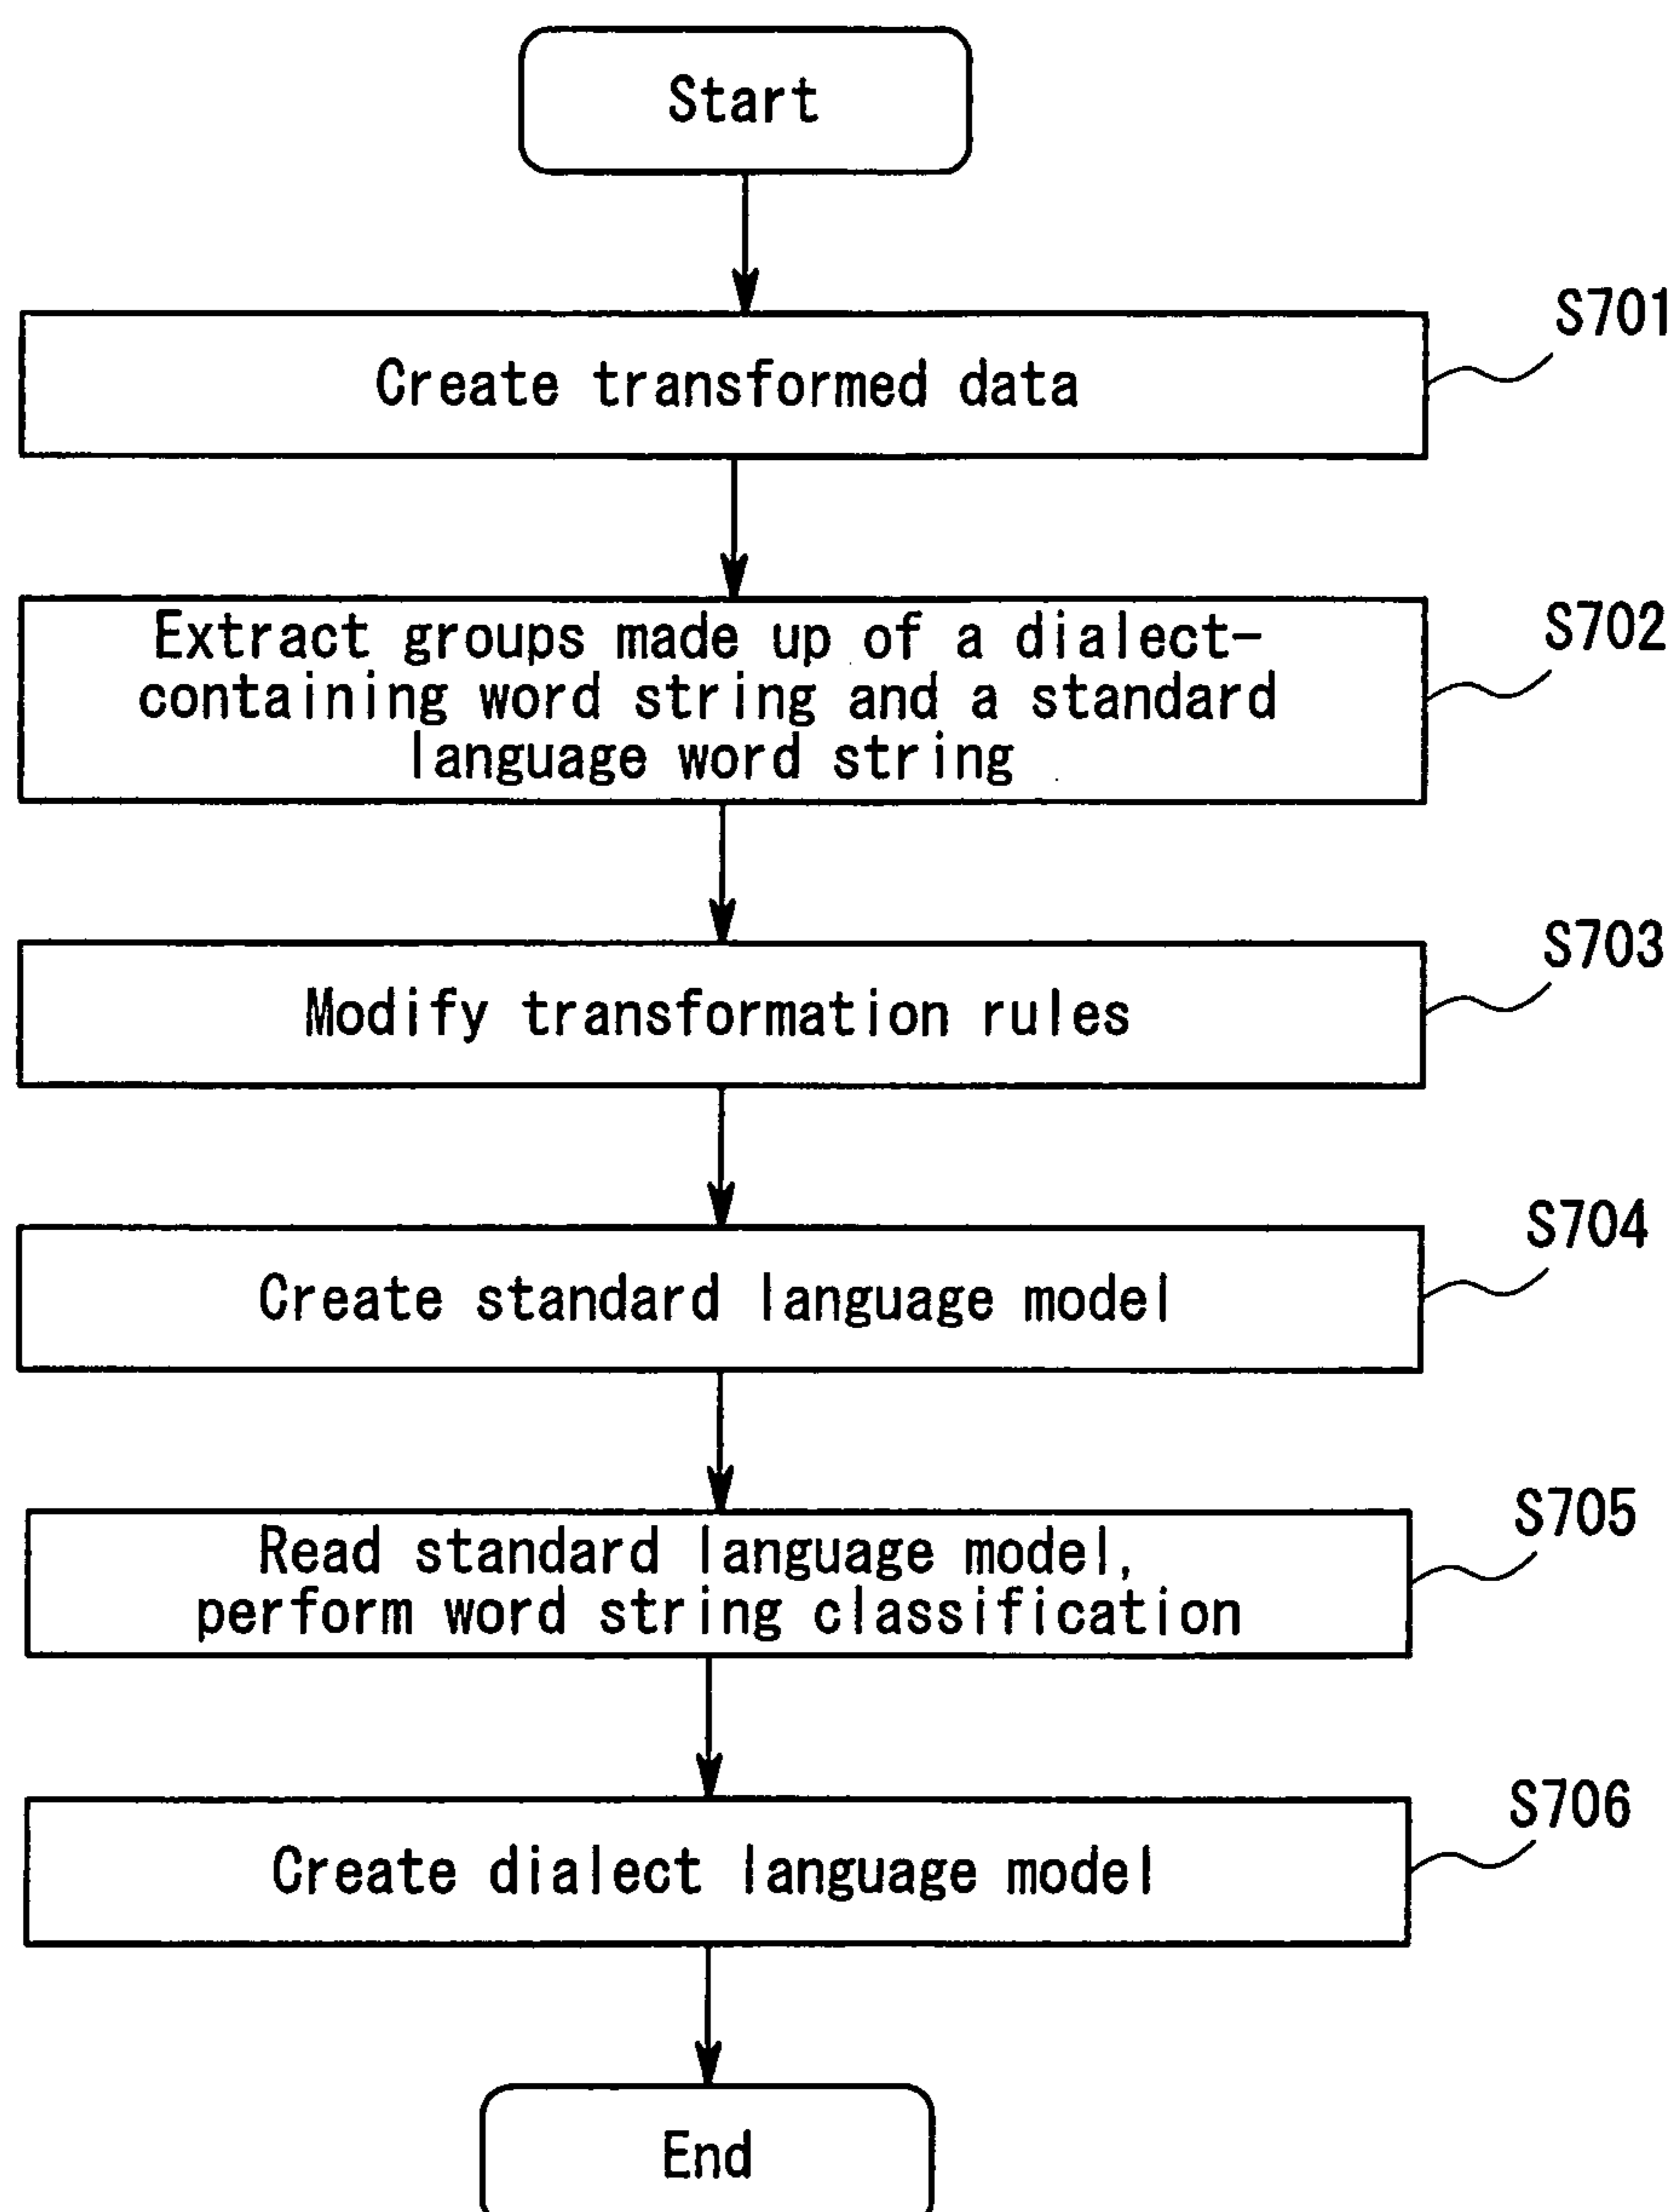 Start
S701
Create transformed data
S702
Extract groups made up of a dialect-
containing word string and a standard
language word string
S703
Modify transformation rules
S704
Create standard language model
S705
Read standard language model,
perform word string classification
S706
Create dialect language model
End